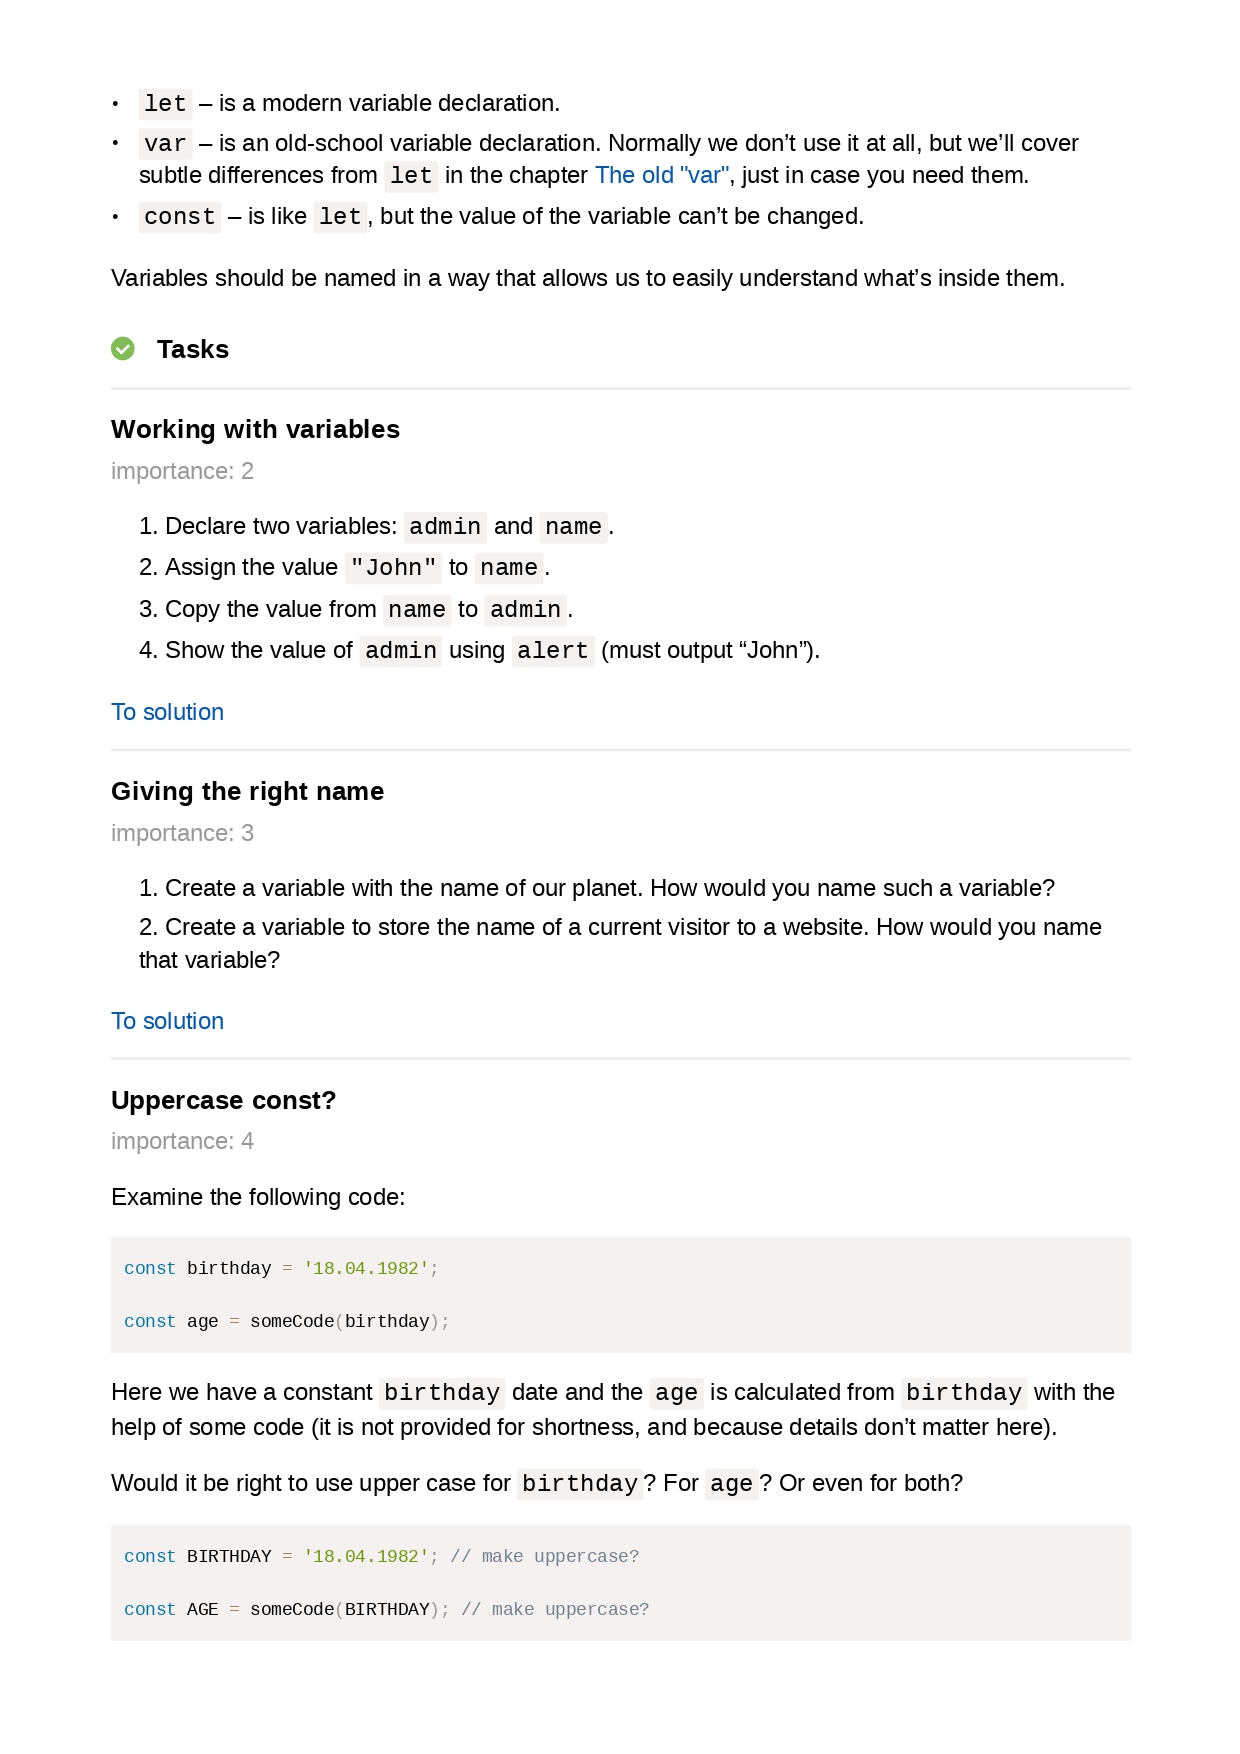 • let – is a modern variable declaration.
• var – is an old-school variable declaration. Normally we don’t use it at all, but we’ll cover
subtle differences from let in the chapter The old "var", just in case you need them.
• const – is like let, but the value of the variable can’t be changed.
Variables should be named in a way that allows us to easily understand what’s inside them.
Tasks
Working with variables
importance: 2
1. Declare two variables: admin and name.
2. Assign the value "John" to name.
3. Copy the value from name to admin.
4. Show the value of admin using alert (must output “John”).
To solution
Giving the right name
importance: 3
1. Create a variable with the name of our planet. How would you name such a variable?
2. Create a variable to store the name of a current visitor to a website. How would you name
that variable?
To solution
Uppercase const?
importance: 4
Examine the following code:
const birthday = '18.04.1982';
const age = someCode(birthday);
Here we have a constant birthday date and the age is calculated from birthday with the
help of some code (it is not provided for shortness, and because details don’t matter here).
Would it be right to use upper case for birthday? For age? Or even for both?
const BIRTHDAY = '18.04.1982'; // make uppercase?
const AGE = someCode(BIRTHDAY); // make uppercase?